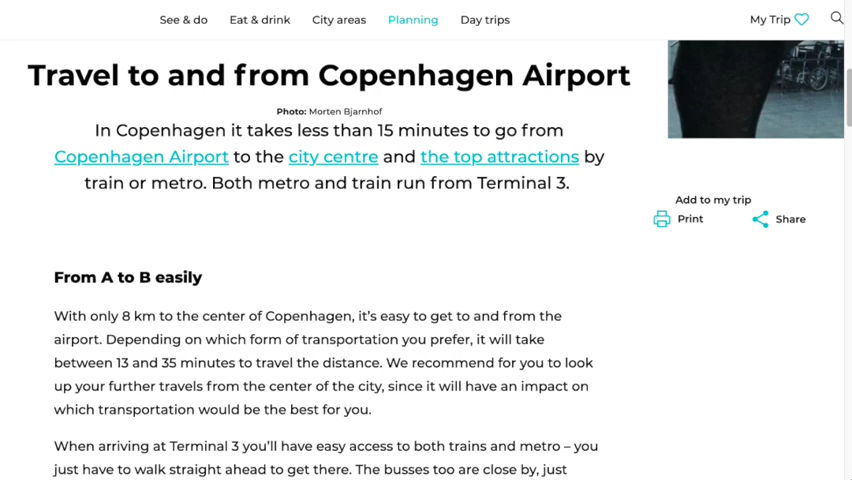 See & do
Eat & drink
City areas
Planning
Day trips
My Trip
Travel to and from Copenhagen Airport
Photo: Morten Bjarnhof
In Copenhagen it takes less than 15 minutes to go from
Copenhagen Airport to the city centre and the top attractions by
train or metro. Both metro and train run from Terminal 3.
Add to my trip
Print
Share
From A to B easily
With only 8 km to the center of Copenhagen, it’s easy to get to and from the
airport. Depending on which form of transportation you prefer, it will take
between 13 and 35 minutes to travel the distance. We recommend for you to look
up your further travels from the center of the city, since it will have an impact on
which transportation would be the best for you.
When arriving at Terminal 3 you’ll have easy access to both trains and metro – you
just have to walk straight ahead to get there. The busses too are close by, just